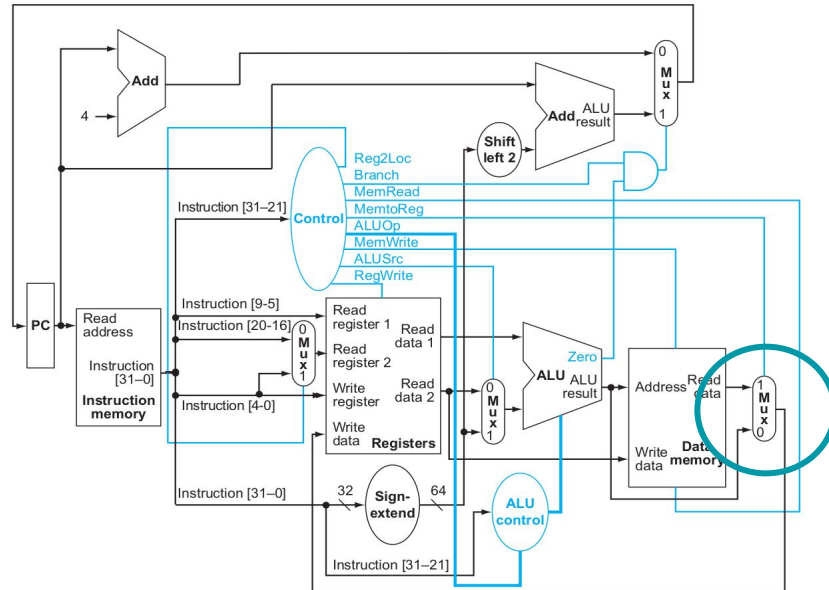 0
M
u
x
1
Add
4
Add ALU
result
Shift
left 2
Reg2Loc
Branch
MemRead
MemtoReg
ALUOp
MemWrite
ALUSrc
RegWrite
Control
Instruction [31–21]
PC
Read
address
Instruction
[31–0]
Instruction
memory
Instruction [9-5]
Instruction [20-16]
Instruction [4-0]
0
M
u
x
1
Read
register 1
Read
register 2
Write
register
Write
data
Read
data 1
Read
data 2
Registers
0
M
u
x
1
Zero
ALU ALU
result
Address
Read
data
Write
data
Data
memory
1
M
u
x
0
Instruction [31–0]
32
Sign-
extend
64
ALU
control
Instruction [31–21]